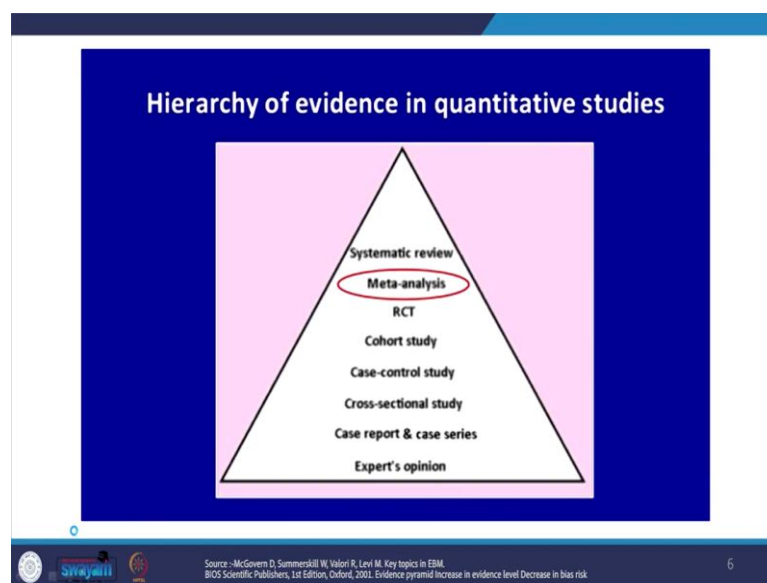 Hierarchy of evidence in quantitative studies
Systematic review
Meta-analysis
RCT
Cohort study
Case-control study
Cross-sectional study
Case report & case series
Expert's opinion
swayam
Source :-McGovern D, Summerskill W, Valori R, Levi M. Key topics in EBM.
BIOS Scientific Publishers, 1st Edition, Oxford, 2001. Evidence pyramid Increase in evidence level Decrease in bias risk
6